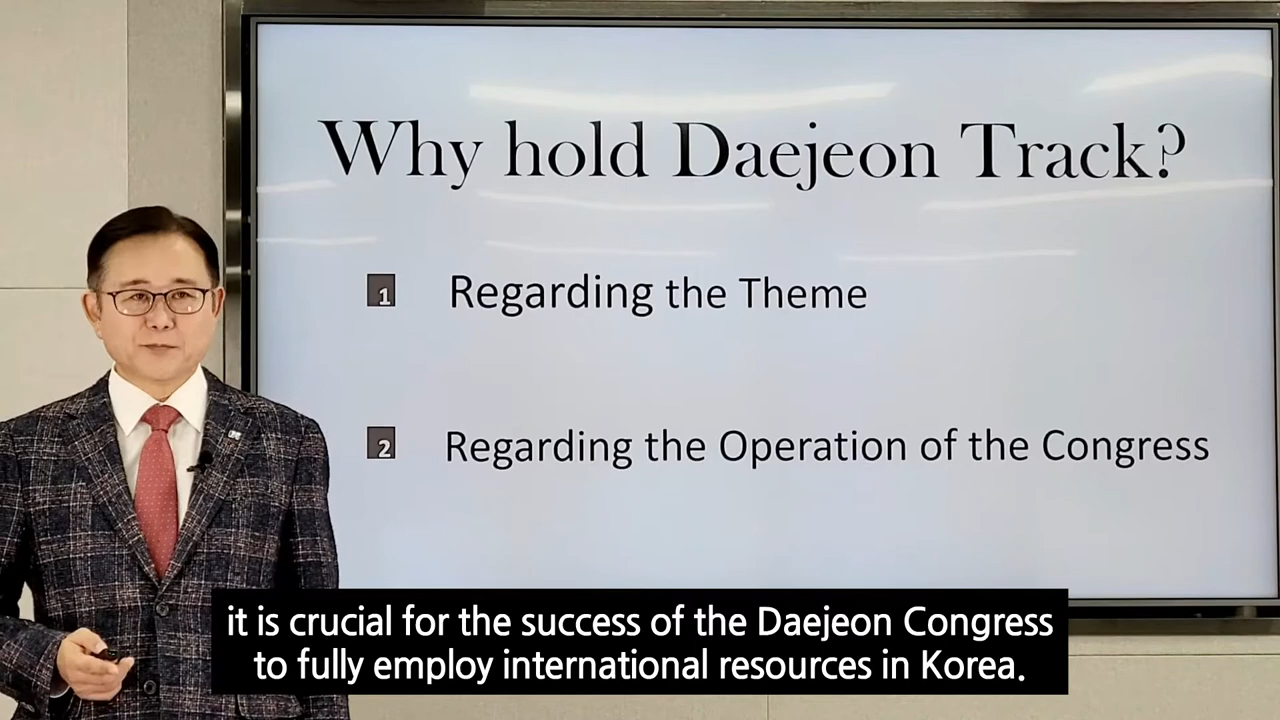 Why hold Daejeon Track?
1 Regarding the Theme
2 Regarding the Operation of the Congress
it is crucial for the success of the Daejeon Congress
to fully employ international resources in Korea.